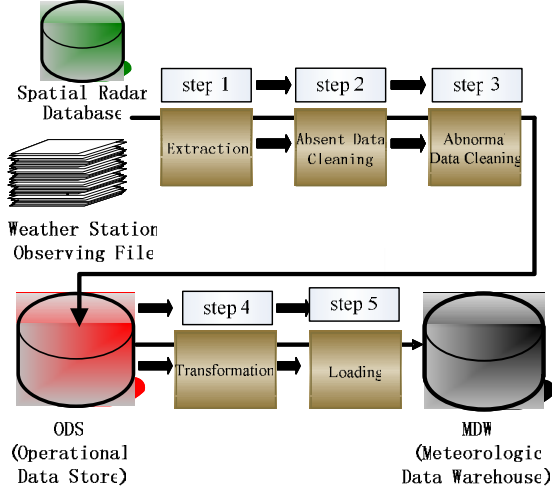 Spatial Radar
Database
step 1
step 2
step 3
Extraction
Absent Data
Cleaning
Abnorma
Data Cleaning
Weather Station
Observing File
step 4
step 5
Transformation
Loading
ODS
(Operational
Data Store)
MDW
(Meteorologic
Data Warehouse)